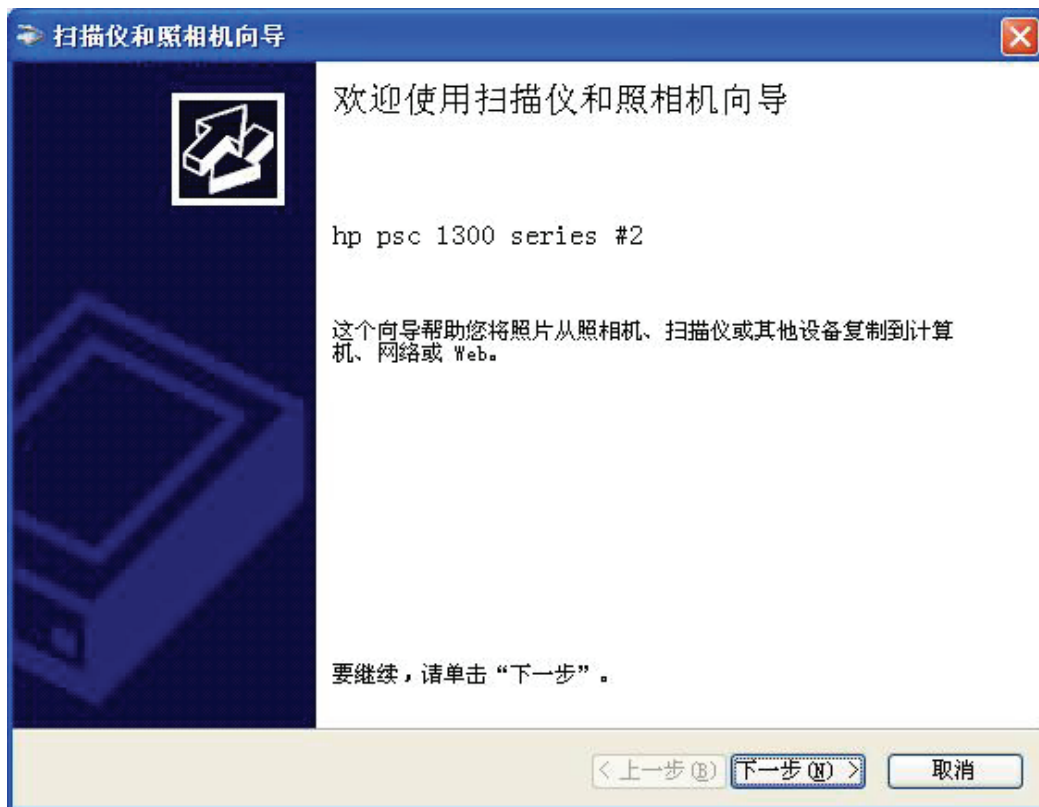 扫描仪和照相机向导
欢迎使用扫描仪和照相机向导
hp psc 1300 series #2
这个向导帮助您将照片从照相机、扫描仪或其他设备复制到计算
机、网络或 Web。
要继续，请单击“下一步”。
< 上一步(B) 下一步(N) > 取消